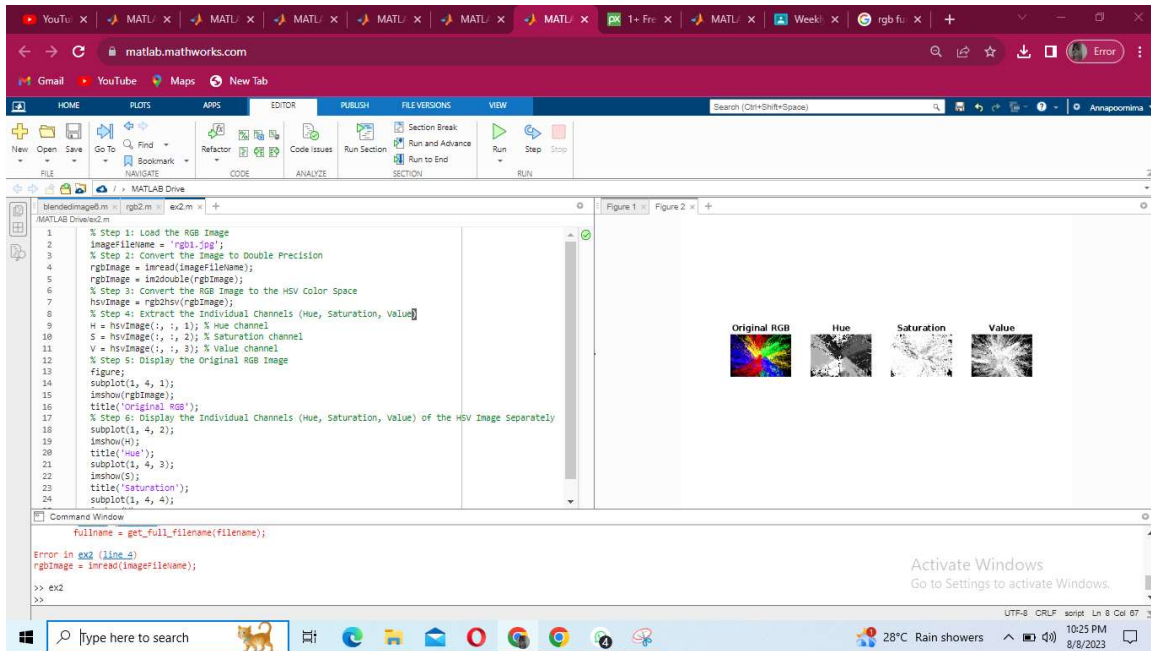 YouTu
MATL
MATL
MATL
MATL
MATL
MATL
1+ Fre
MATL
Weekl
rgb fu
matlab.mathworks.com
Error
Gmail
YouTube
Maps
New Tab
HOME
PLOTS
APPS
EDITOR
PUBLISH
FILE VERSIONS
VIEW
Search (Ctrl+Shift+Space)
Annapoornima
New
Open
Save
Go To
Find
Bookmark
Refactor
Code Issues
Run Section
Section Break
Run and Advance
Run to End
Run
Step
Stop
FILE
NAVIGATE
CODE
ANALYZE
SECTION
RUN
/ › MATLAB Drive
blendedimage6.m
rgb2.m
ex2.m
Figure 1
Figure 2
/MATLAB Drive/ex2.m
1 % Step 1: Load the RGB Image
2 imageFileName = 'rgb1.jpg';
3 % Step 2: Convert the Image to Double Precision
4 rgbImage = imread(imageFileName);
5 rgbImage = im2double(rgbImage);
6 % Step 3: Convert the RGB Image to the HSV Color Space
7 hsvImage = rgb2hsv(rgbImage);
8 % Step 4: Extract the Individual Channels (Hue, Saturation, Value)
9 H = hsvImage(:, :, 1); % Hue channel
10 S = hsvImage(:, :, 2); % Saturation channel
11 V = hsvImage(:, :, 3); % Value channel
12 % Step 5: Display the Original RGB Image
13 figure;
14 subplot(1, 4, 1);
15 imshow(rgbImage);
16 title('Original RGB');
17 % Step 6: Display the Individual Channels (Hue, Saturation, Value) of the HSV Image Separately
18 subplot(1, 4, 2);
19 imshow(H);
20 title('Hue');
21 subplot(1, 4, 3);
22 imshow(S);
23 title('Saturation');
24 subplot(1, 4, 4);
Original RGB
Hue
Saturation
Value
Command Window
fullname = get_full_filename(filename);
Error in ex2 (line 4)
rgbImage = imread(imageFileName);
>> ex2
>>
Activate Windows
Go to Settings to activate Windows.
UTF-8 CRLF script Ln 8 Col 67
Type here to search
28°C Rain showers
10:25 PM
8/8/2023